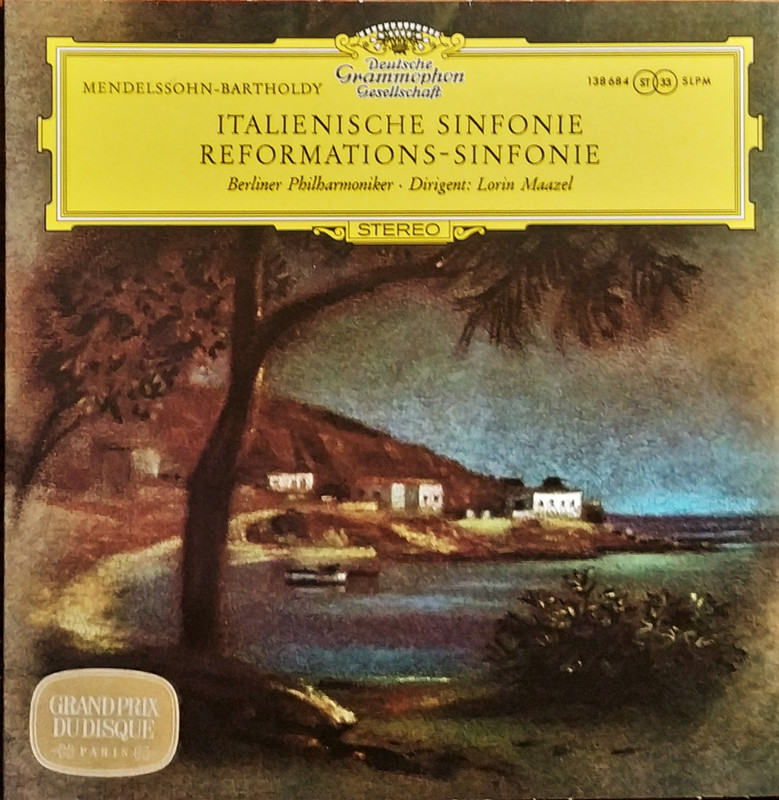 Deutsche
Grammophon
Gesellschaft
MENDELSSOHN-BARTHOLDY
138 684 ST 33 SLPM
ITALIENISCHE SINFONIE
REFORMATIONS-SINFONIE
Berliner Philharmoniker · Dirigent: Lorin Maazel
STEREO
GRAND PRIX
DU DISQUE
PARIS